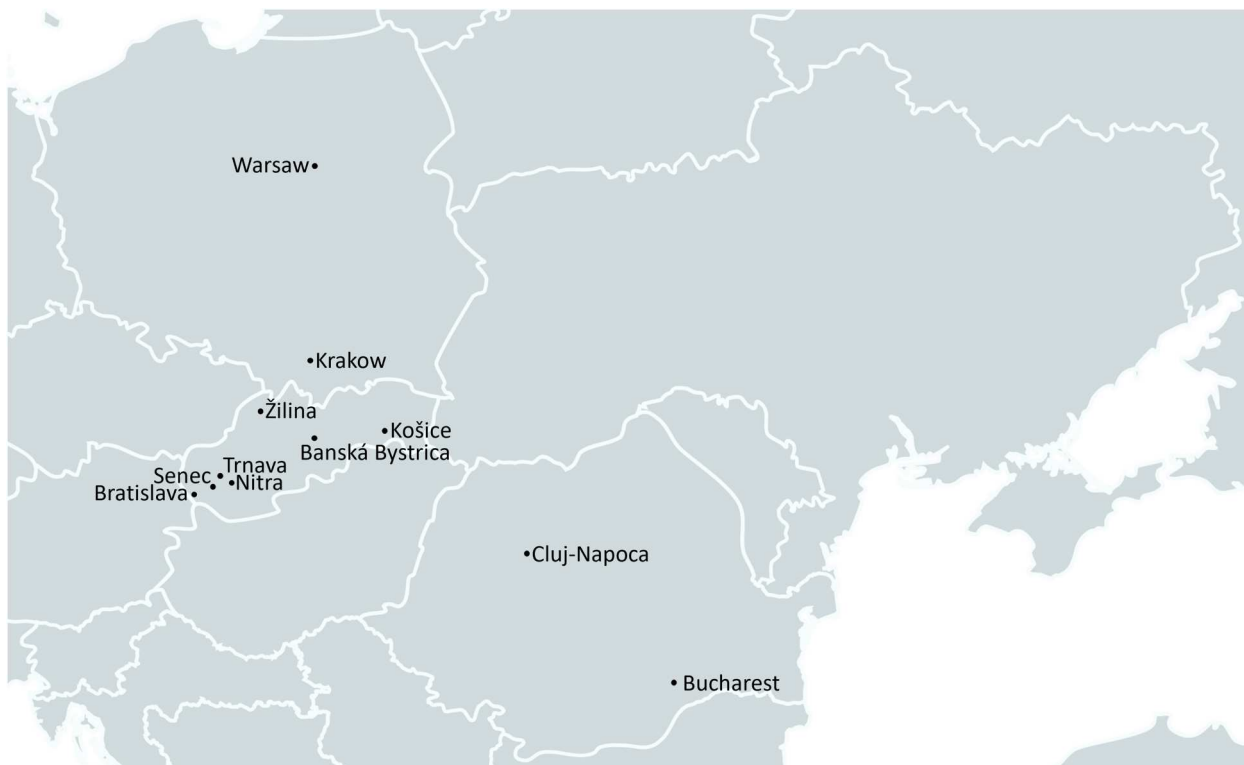 Warsaw
Krakow
Žilina
Košice
Banská Bystrica
Trnava
Senec
Nitra
Bratislava
Cluj-Napoca
Bucharest